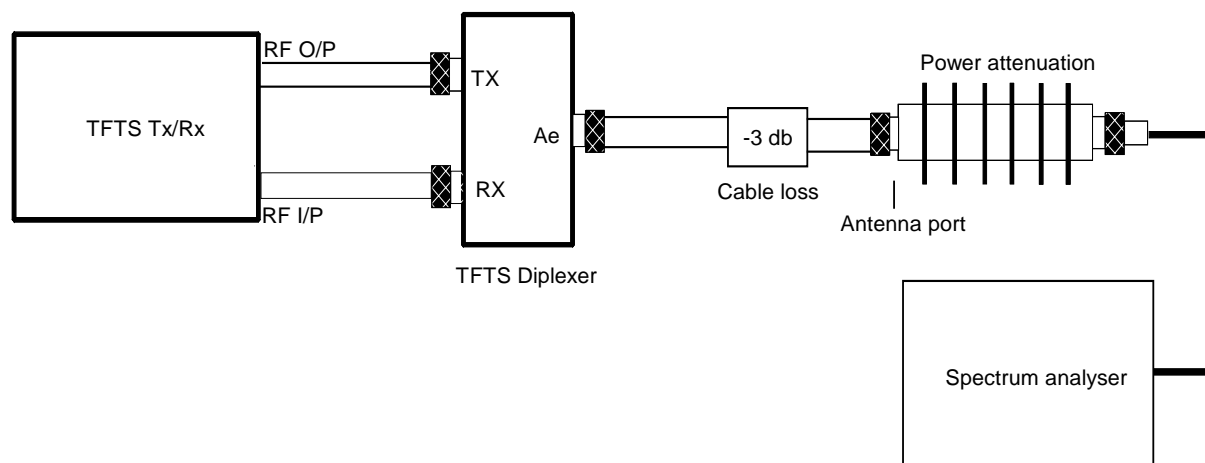 RF O/P
TFTS Tx/Rx
RF I/P
TX
Ae
RX
TFTS Diplexer
-3 db
Cable loss
Power attenuation
Antenna port
Spectrum analyser